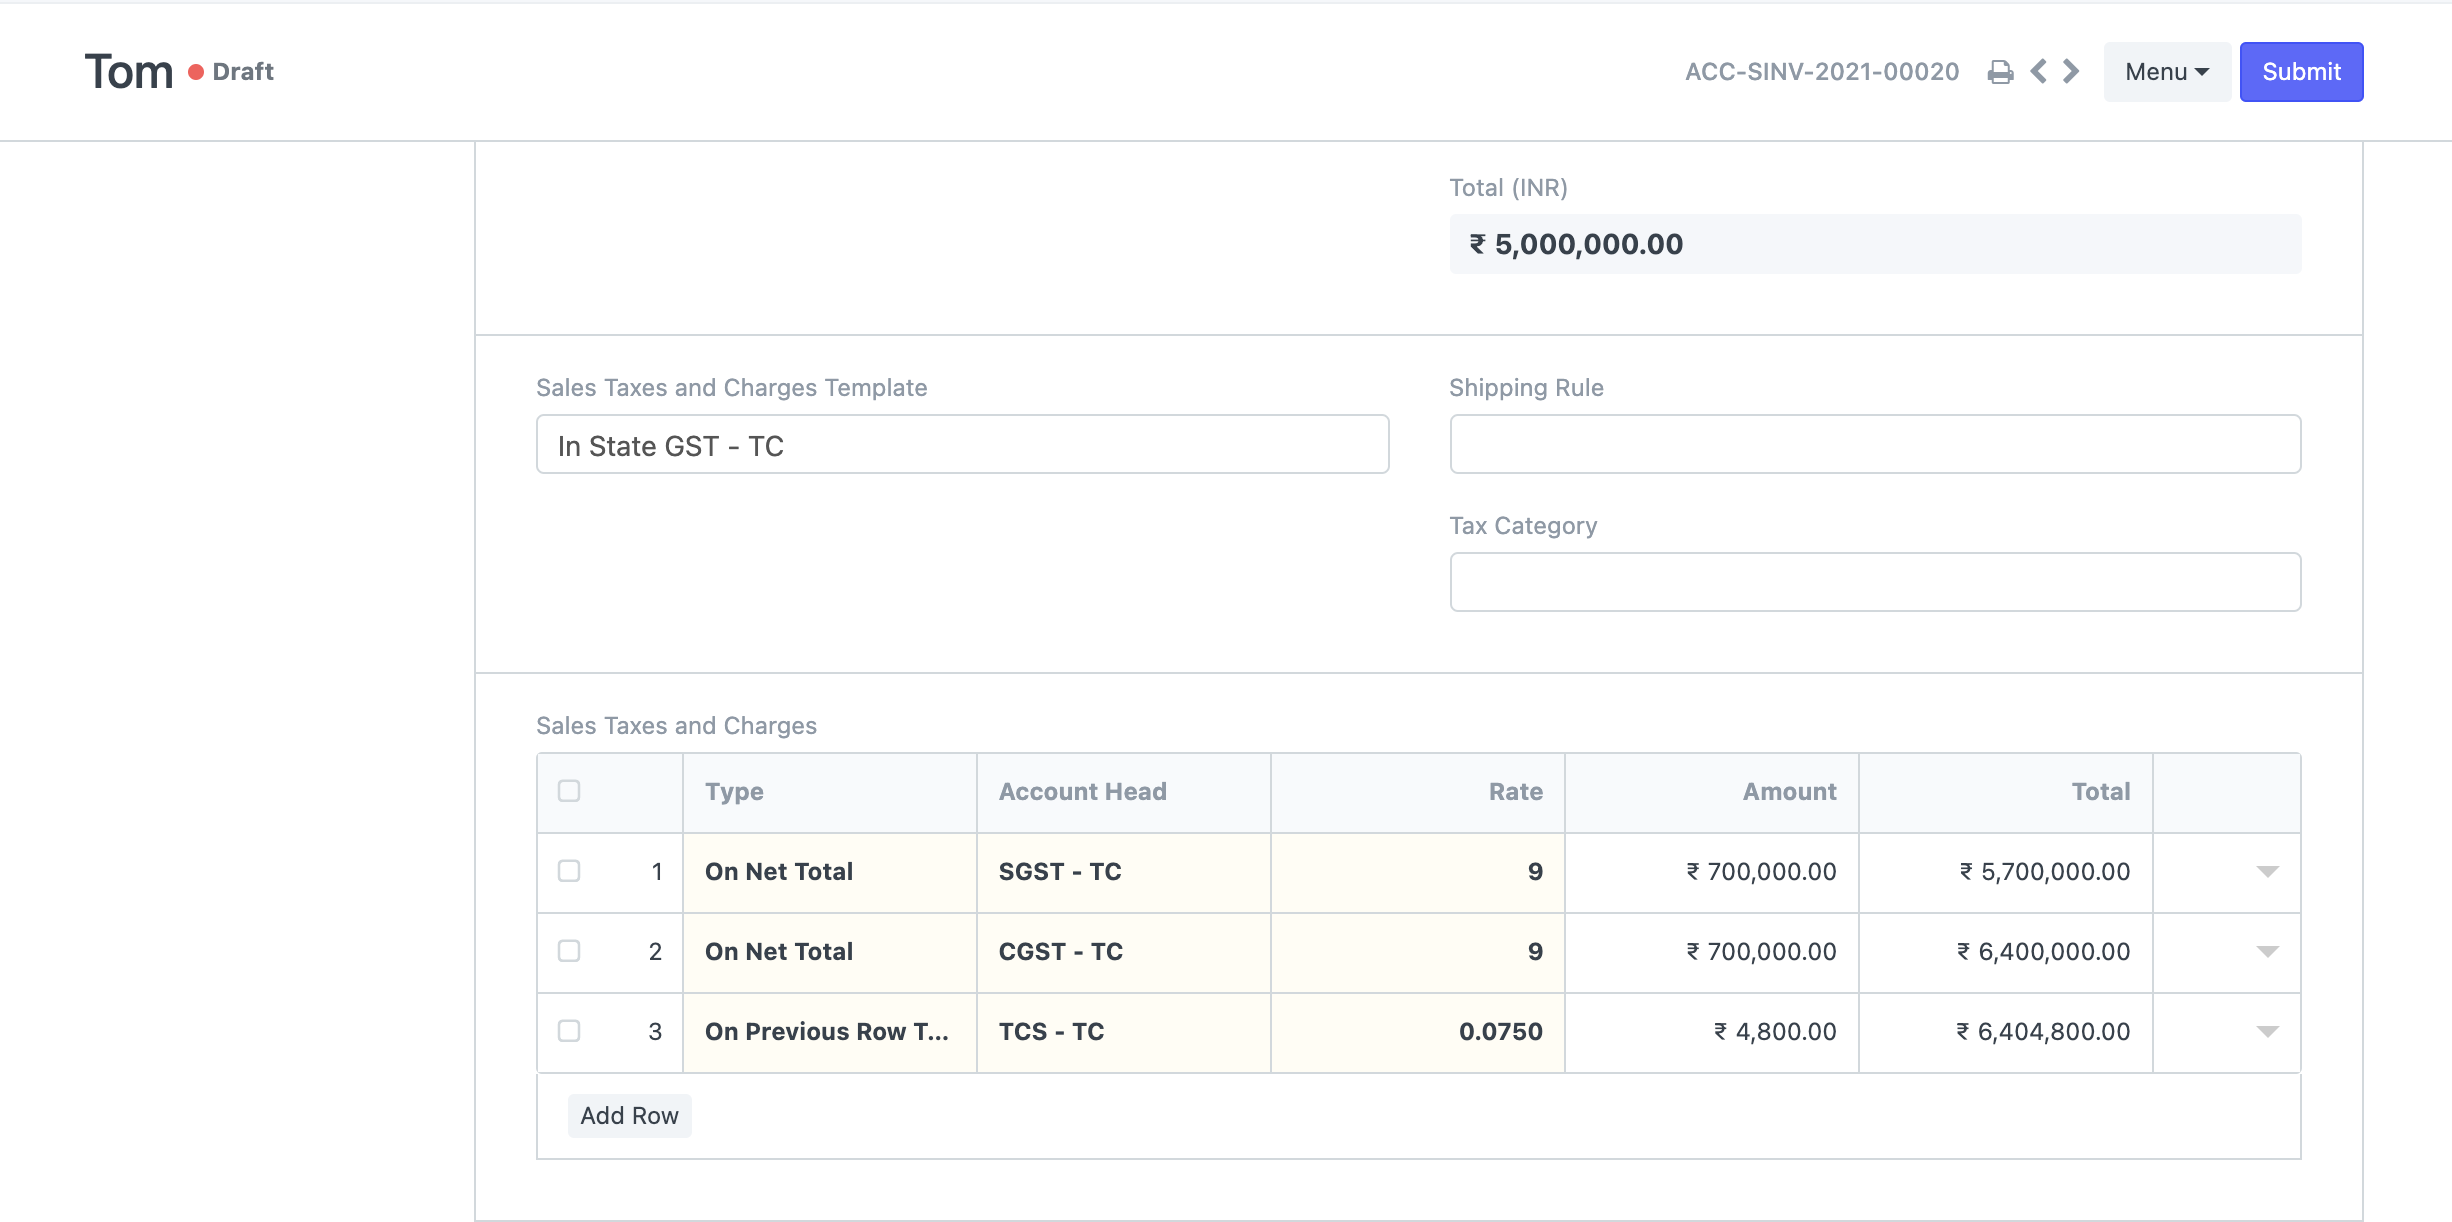 Tom Draft ACC-SINV-2021-00020 Menu Submit
Total (INR)
₹ 5,000,000.00
Sales Taxes and Charges Template
In State GST - TC
Shipping Rule
Tax Category
Sales Taxes and Charges
Type Account Head Rate Amount Total
1 On Net Total SGST - TC 9 ₹ 700,000.00 ₹ 5,700,000.00
2 On Net Total CGST - TC 9 ₹ 700,000.00 ₹ 6,400,000.00
3 On Previous Row T... TCS - TC 0.0750 ₹ 4,800.00 ₹ 6,404,800.00
Add Row